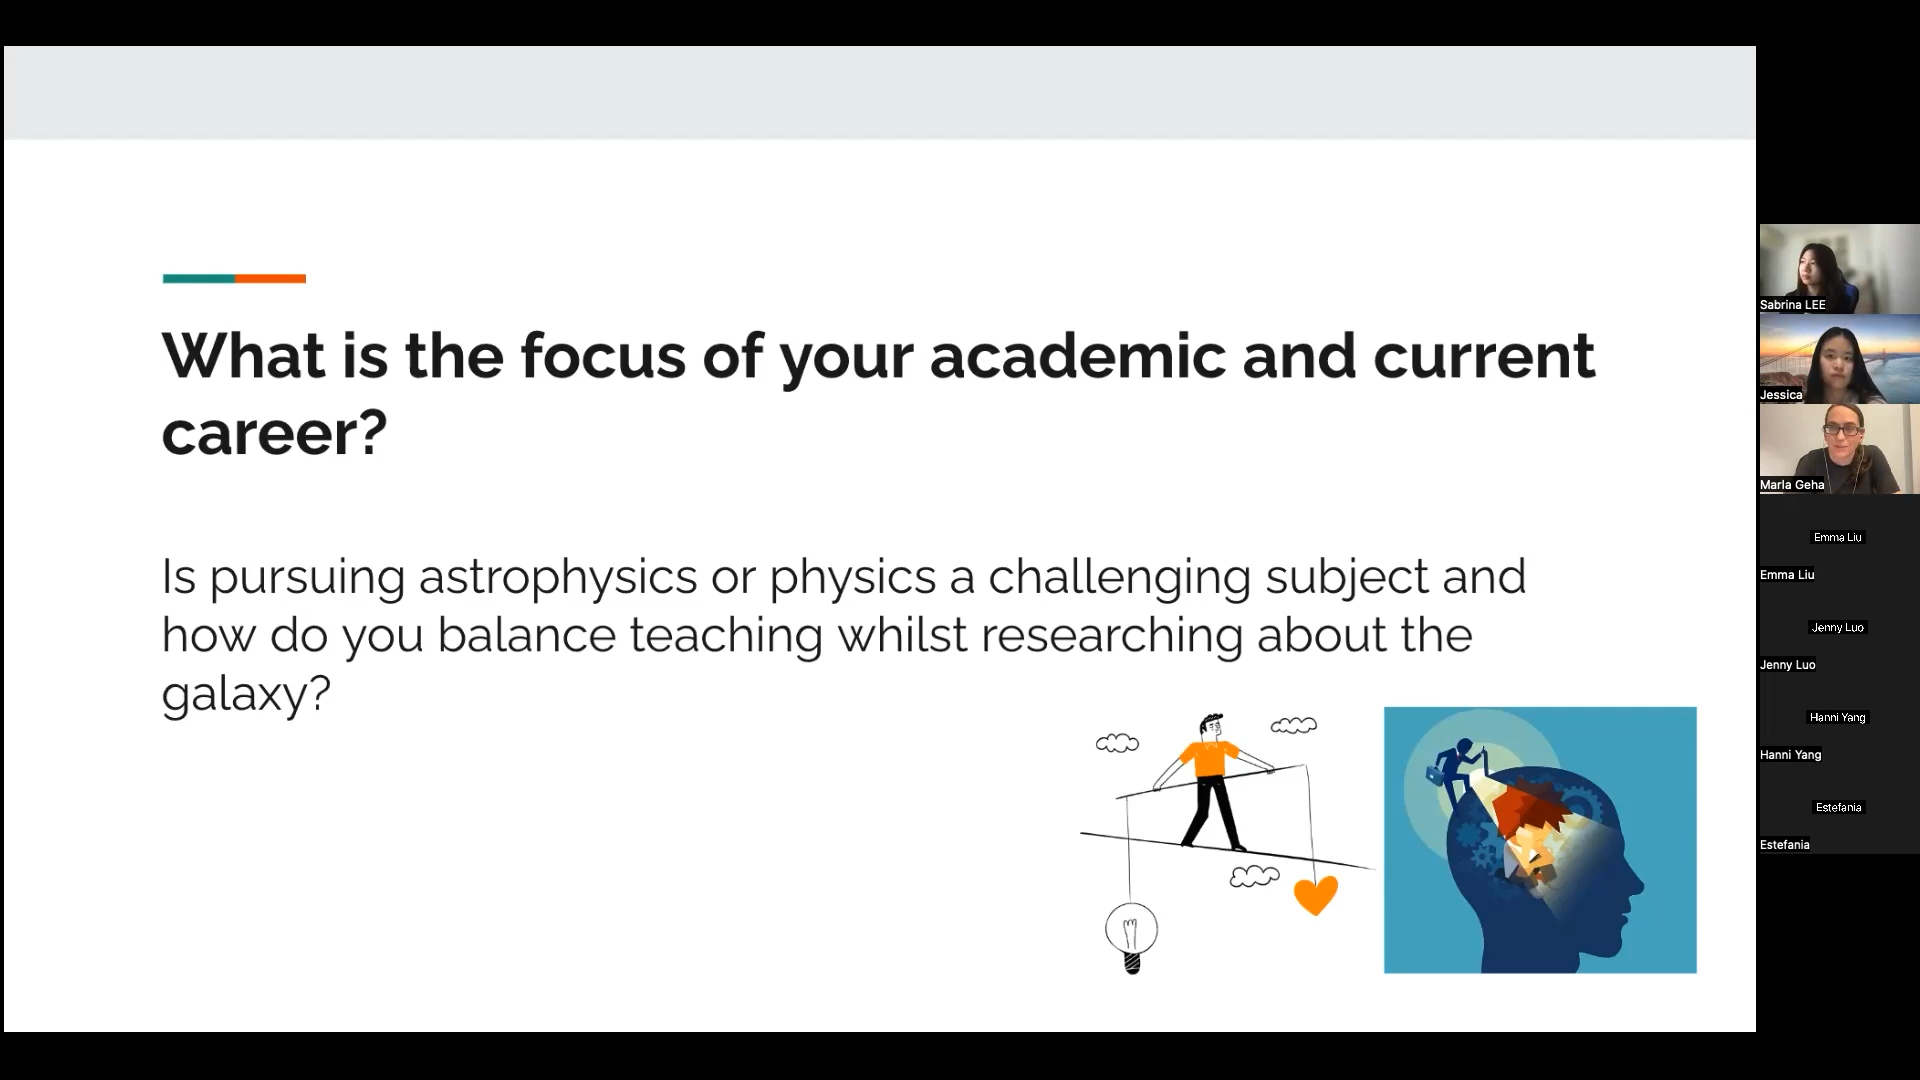 What is the focus of your academic and current
career?
Is pursuing astrophysics or physics a challenging subject and
how do you balance teaching whilst researching about the
galaxy?
Sabrina LEE
Jessica
Marla Geha
Emma Liu
Emma Liu
Jenny Luo
Jenny Luo
Hanni Yang
Hanni Yang
Estefania
Estefania